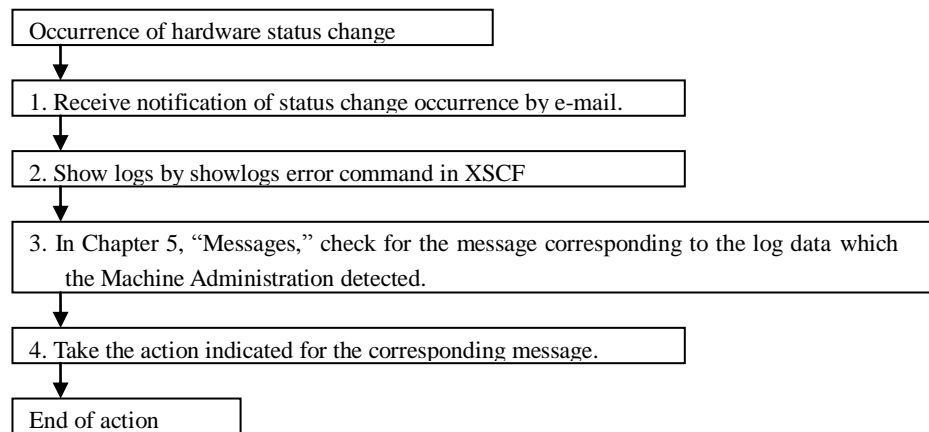 Occurrence of hardware status change
1. Receive notification of status change occurrence by e-mail.
2. Show logs by showlogs error command in XSCF
3. In Chapter 5, “Messages,” check for the message corresponding to the log data which
the Machine Administration detected.
4. Take the action indicated for the corresponding message.
End of action